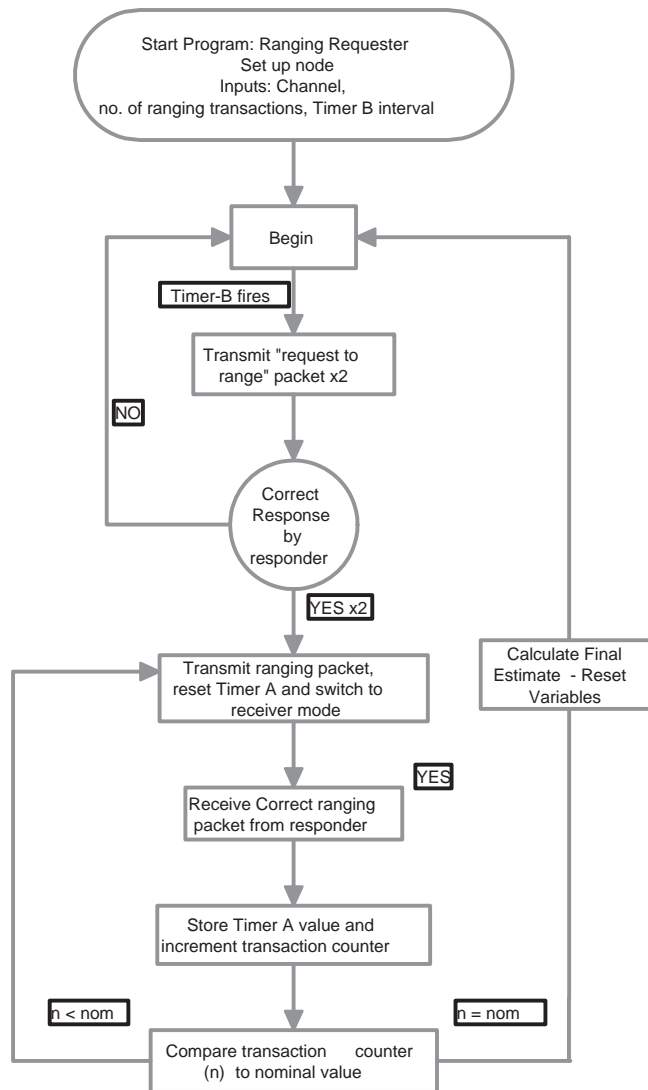 Start Program: Ranging Requester
Set up node
Inputs: Channel,
no. of ranging transactions, Timer B interval
Begin
Timer-B fires
Transmit "request to
range" packet x2
NO
Correct
Response
by
responder
YES x2
Transmit ranging packet,
reset Timer A and switch to
receiver mode
Calculate Final
Estimate - Reset
Variables
YES
Receive Correct ranging
packet from responder
Store Timer A value and
increment transaction counter
n < nom
n = nom
Compare transaction counter
(n) to nominal value